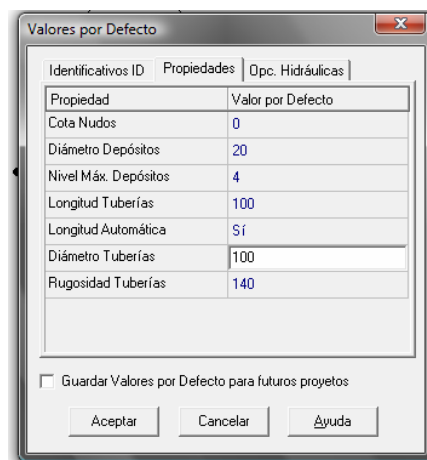 Valores por Defecto
Identificativos ID Propiedades Opc. Hidráulicas
Propiedad Valor por Defecto
Cota Nudos 0
Diámetro Depósitos 20
Nivel Máx. Depósitos 4
Longitud Tuberías 100
Longitud Automática Sí
Diámetro Tuberías 100
Rugosidad Tuberías 140
Guardar Valores por Defecto para futuros proyetos
Aceptar Cancelar Ayuda